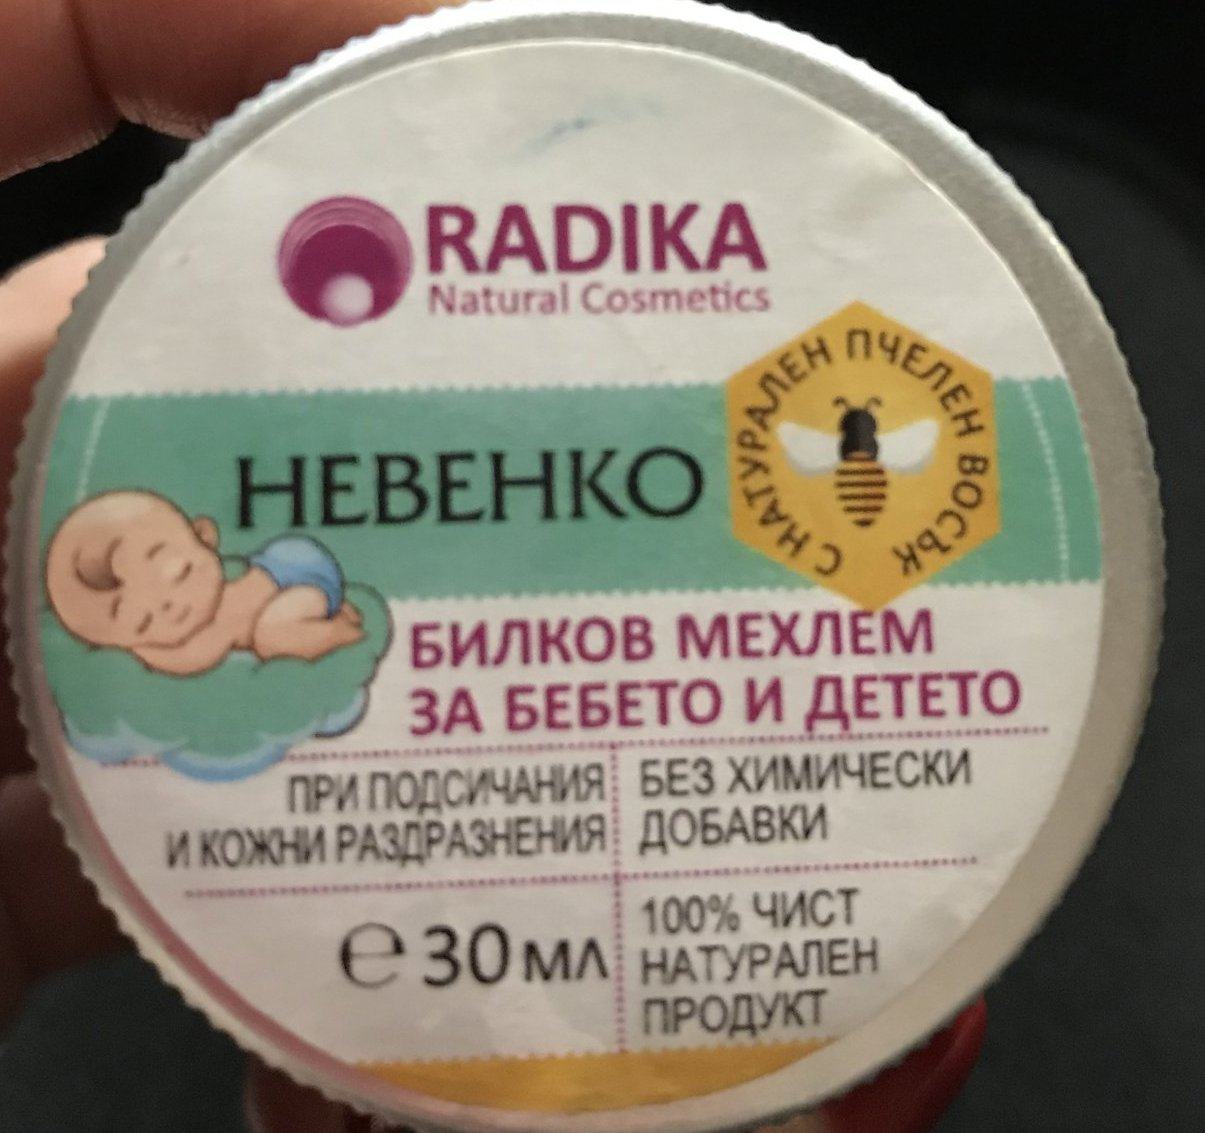 RADIKA
Natural Cosmetics
С НАТУРАЛЕН ПЧЕЛЕН ВОСЪК
НЕВЕНКО
БИЛКОВ МЕХЛЕМ
ЗА БЕБЕТО И ДЕТЕТО
ПРИ ПОДСИЧАНИЯ
И КОЖНИ РАЗДРАЗНЕНИЯ
БЕЗ ХИМИЧЕСКИ
ДОБАВКИ
℮ 30 мл
100% ЧИСТ
НАТУРАЛЕН
ПРОДУКТ